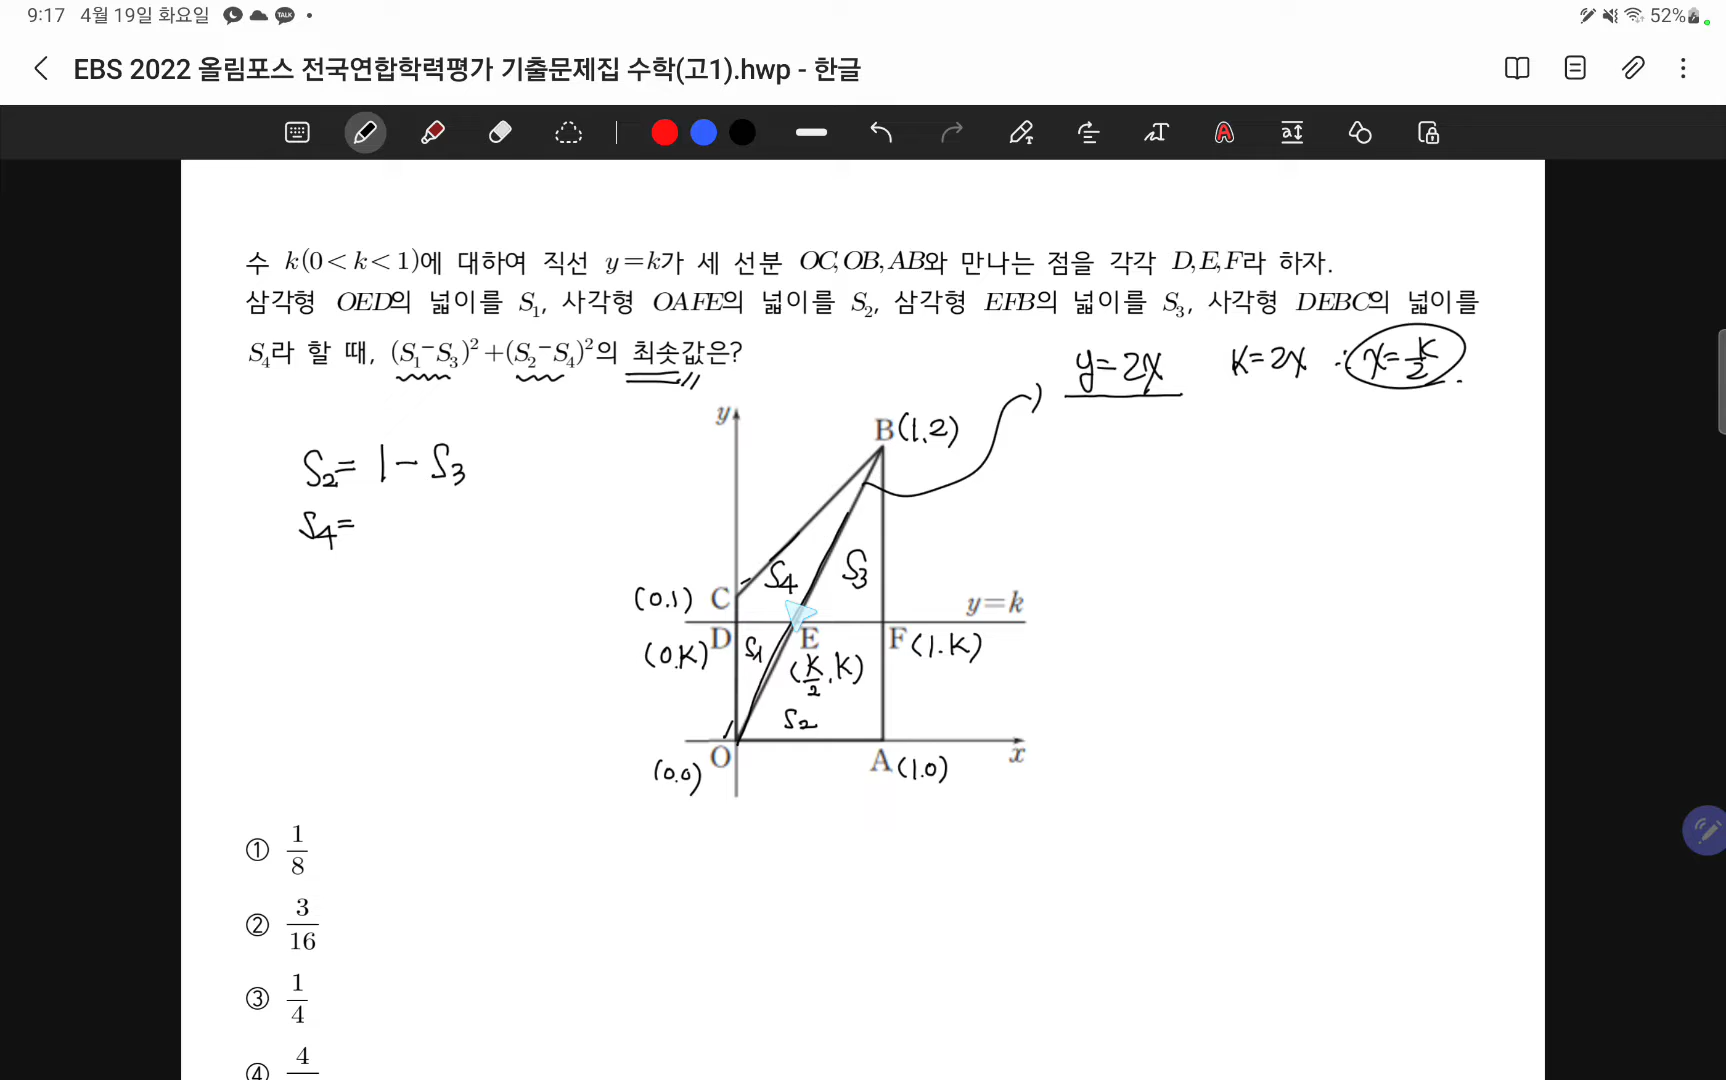 9:17 4월 19일 화요일 TALK 52%
EBS 2022 올림포스 전국연합학력평가 기출문제집 수학(고1).hwp - 한글
수 k(0<k<1)에 대하여 직선 y=k가 세 선분 OC, OB, AB와 만나는 점을 각각 D, E, F라 하자.
삼각형 OED의 넓이를 S₁, 사각형 OAFE의 넓이를 S₂, 삼각형 EFB의 넓이를 S₃, 사각형 DEBC의 넓이를
S₄라 할 때, (S₁-S₃)²+(S₂-S₄)²의 최솟값은?
y=2x K=2x ∴ x=K/2.
y
B(1,2)
S₂= 1-S₃
S₄=
S₄ S₃
(0.1) C y=k
D E F(1.K)
(0.K) S₁ (K/2.K)
S₂
O A(1.0) x
(0.0)
① 1/8
② 3/16
③ 1/4
④ 4